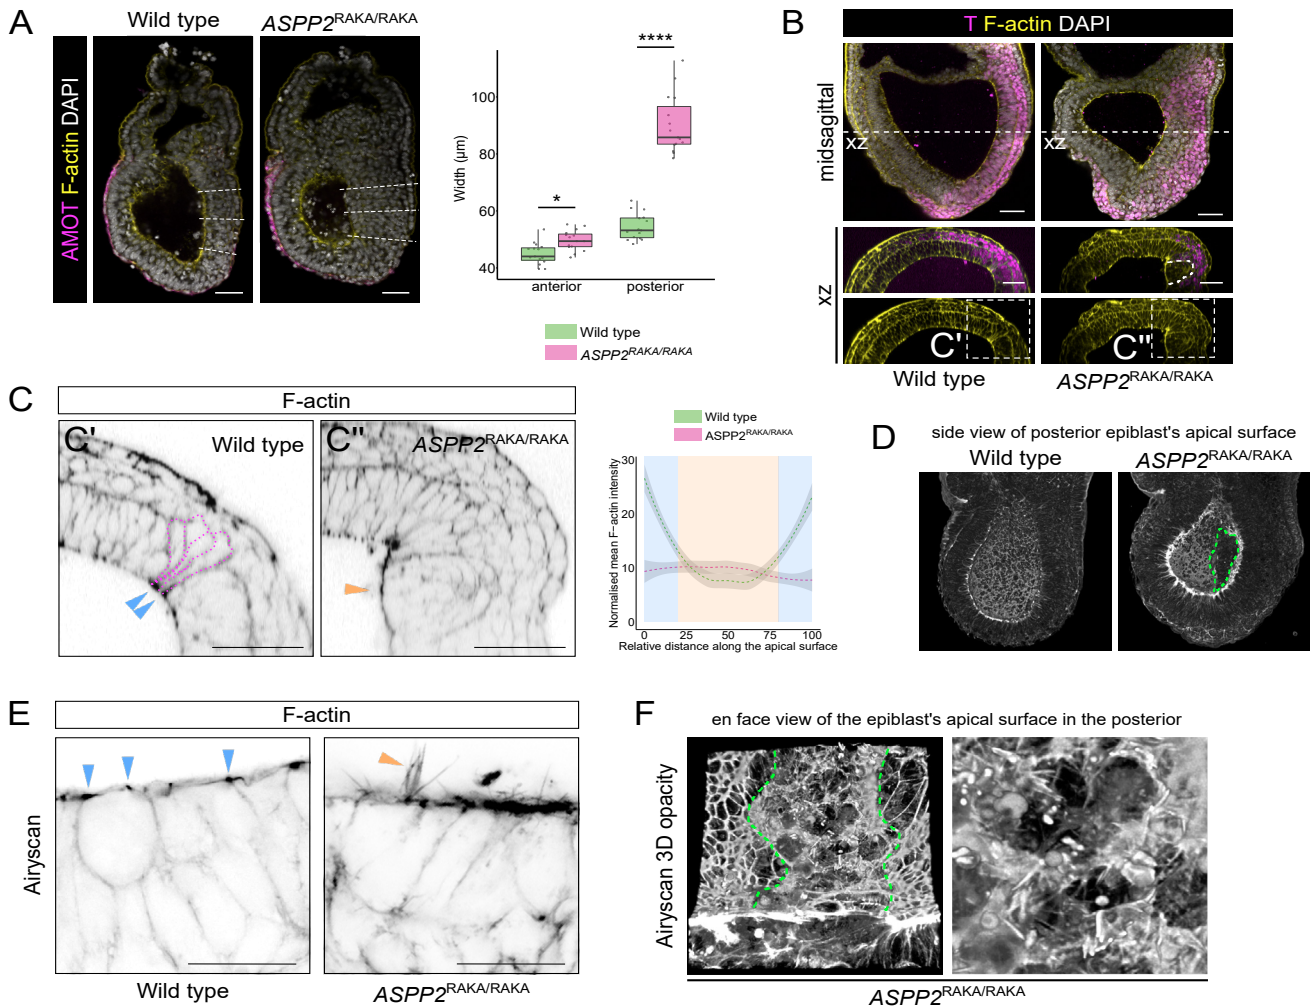 A
Wild type
ASPP2RAKA/RAKA
AMOT F-actin DAPI
Width (µm)
100
80
60
40
*
****
anterior
posterior
Wild type
ASPP2RAKA/RAKA
B
T F-actin DAPI
midsagittal
xz
xz
xz
C'
C"
Wild type
ASPP2RAKA/RAKA
C
F-actin
C'
Wild type
C"
ASPP2RAKA/RAKA
Wild type
ASPP2RAKA/RAKA
Normalised mean F-actin intensity
30
20
10
0
0
25
50
75
100
Relative distance along the apical surface
D
side view of posterior epiblast's apical surface
Wild type
ASPP2RAKA/RAKA
E
F-actin
Airyscan
Wild type
ASPP2RAKA/RAKA
F
en face view of the epiblast's apical surface in the posterior
Airyscan 3D opacity
ASPP2RAKA/RAKA